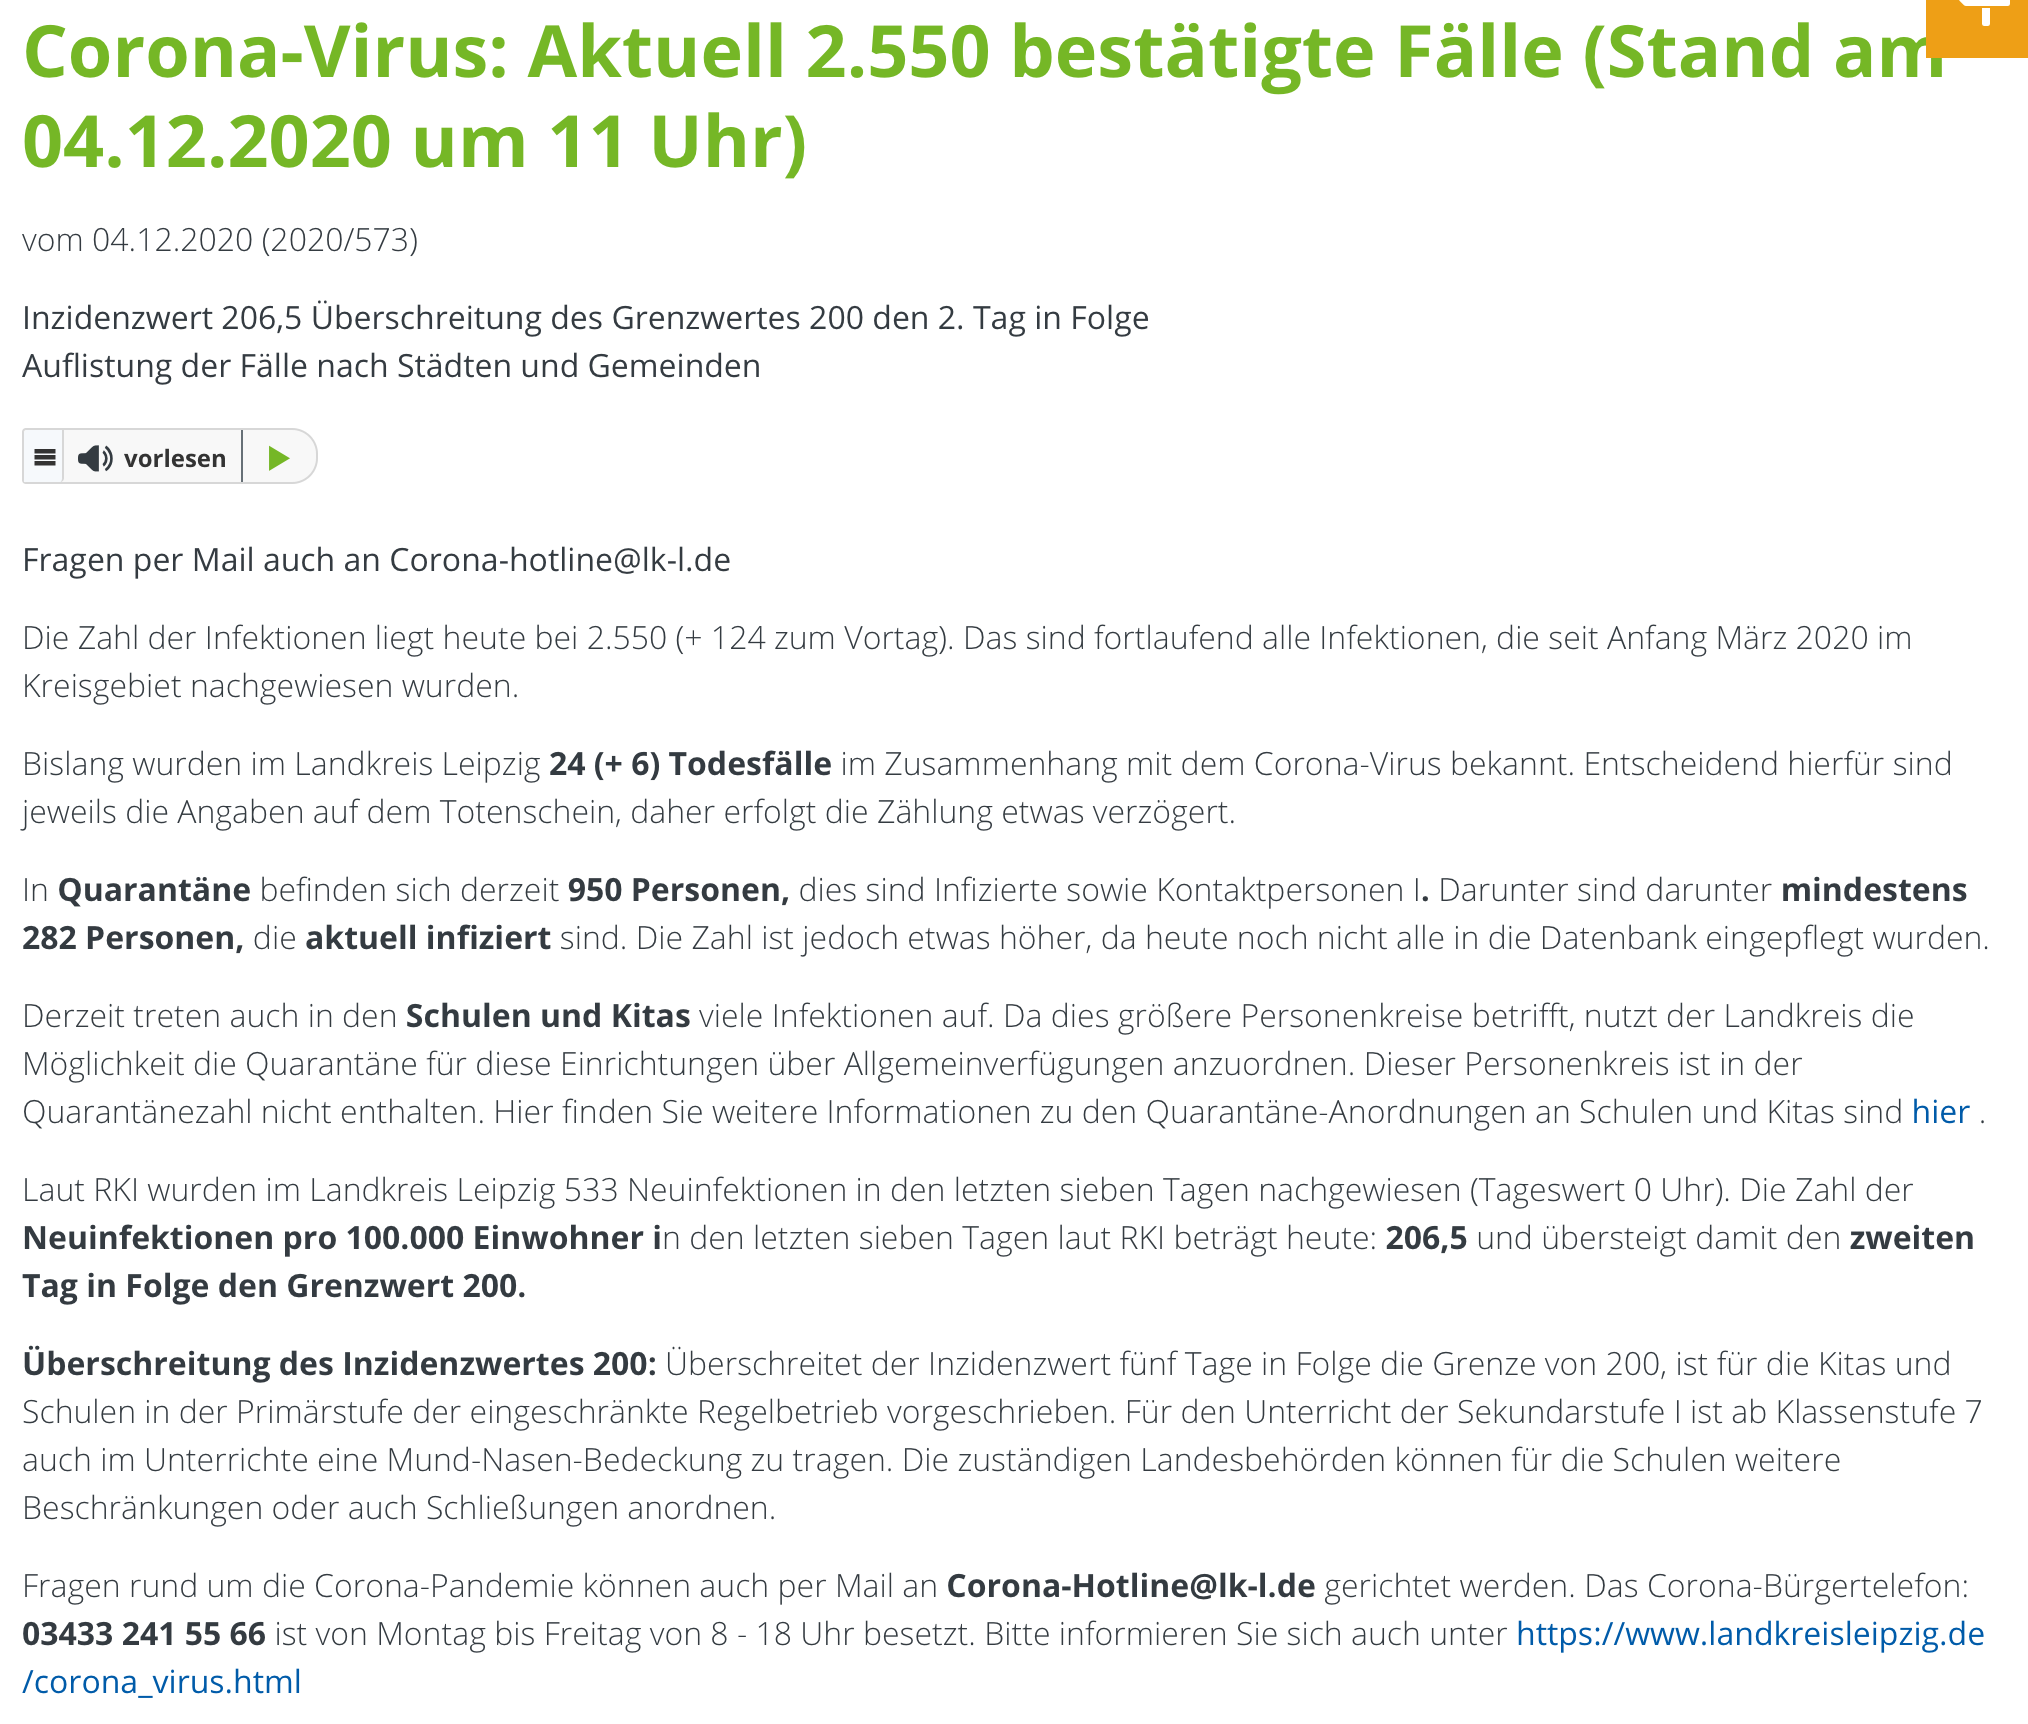 Corona-Virus: Aktuell 2.550 bestätigte Fälle (Stand am
04.12.2020 um 11 Uhr)
vom 04.12.2020 (2020/573)
Inzidenzwert 206,5 Überschreitung des Grenzwertes 200 den 2. Tag in Folge
Auflistung der Fälle nach Städten und Gemeinden
vorlesen
Fragen per Mail auch an Corona-hotline@lk-l.de
Die Zahl der Infektionen liegt heute bei 2.550 (+ 124 zum Vortag). Das sind fortlaufend alle Infektionen, die seit Anfang März 2020 im
Kreisgebiet nachgewiesen wurden.
Bislang wurden im Landkreis Leipzig 24 (+ 6) Todesfälle im Zusammenhang mit dem Corona-Virus bekannt. Entscheidend hierfür sind
jeweils die Angaben auf dem Totenschein, daher erfolgt die Zählung etwas verzögert.
In Quarantäne befinden sich derzeit 950 Personen, dies sind Infizierte sowie Kontaktpersonen I. Darunter sind darunter mindestens
282 Personen, die aktuell infiziert sind. Die Zahl ist jedoch etwas höher, da heute noch nicht alle in die Datenbank eingepflegt wurden.
Derzeit treten auch in den Schulen und Kitas viele Infektionen auf. Da dies größere Personenkreise betrifft, nutzt der Landkreis die
Möglichkeit die Quarantäne für diese Einrichtungen über Allgemeinverfügungen anzuordnen. Dieser Personenkreis ist in der
Quarantänezahl nicht enthalten. Hier finden Sie weitere Informationen zu den Quarantäne-Anordnungen an Schulen und Kitas sind hier .
Laut RKI wurden im Landkreis Leipzig 533 Neuinfektionen in den letzten sieben Tagen nachgewiesen (Tageswert 0 Uhr). Die Zahl der
Neuinfektionen pro 100.000 Einwohner in den letzten sieben Tagen laut RKI beträgt heute: 206,5 und übersteigt damit den zweiten
Tag in Folge den Grenzwert 200.
Überschreitung des Inzidenzwertes 200: Überschreitet der Inzidenzwert fünf Tage in Folge die Grenze von 200, ist für die Kitas und
Schulen in der Primärstufe der eingeschränkte Regelbetrieb vorgeschrieben. Für den Unterricht der Sekundarstufe I ist ab Klassenstufe 7
auch im Unterrichte eine Mund-Nasen-Bedeckung zu tragen. Die zuständigen Landesbehörden können für die Schulen weitere
Beschränkungen oder auch Schließungen anordnen.
Fragen rund um die Corona-Pandemie können auch per Mail an Corona-Hotline@lk-l.de gerichtet werden. Das Corona-Bürgertelefon:
03433 241 55 66 ist von Montag bis Freitag von 8 - 18 Uhr besetzt. Bitte informieren Sie sich auch unter https://www.landkreisleipzig.de
/corona_virus.html